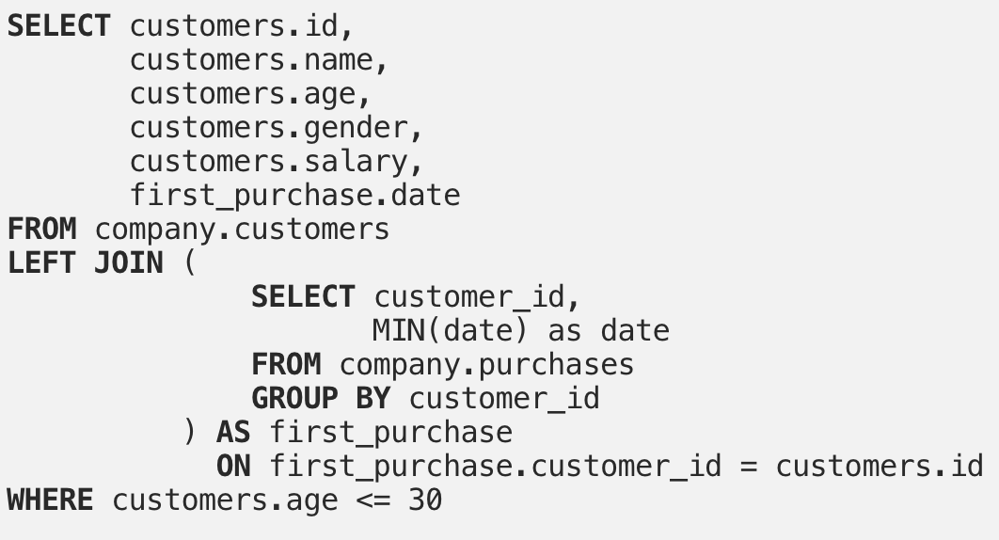 SELECT customers.id,
customers.name,
customers.age,
customers.gender,
customers.salary,
first_purchase.date
FROM company.customers
LEFT JOIN (
SELECT customer_id,
MIN(date) as date
FROM company.purchases
GROUP BY customer_id
) AS first_purchase
ON first_purchase.customer_id = customers.id
WHERE customers.age <= 30